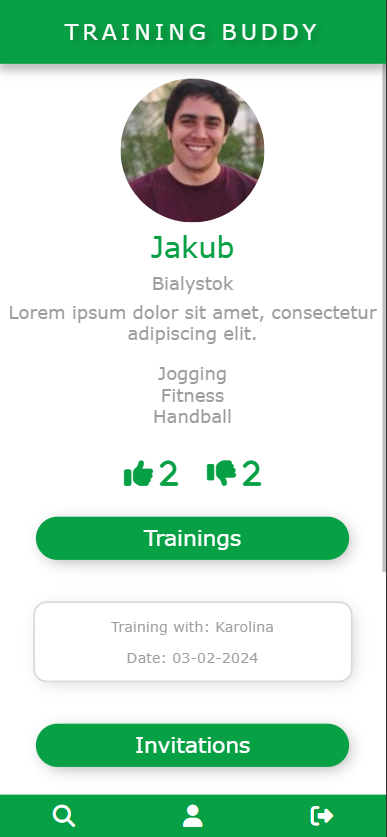 TRAINING BUDDY
Jakub
Bialystok
Lorem ipsum dolor sit amet, consectetur
adipiscing elit.
Jogging
Fitness
Handball
2 2
Trainings
Training with: Karolina
Date: 03-02-2024
Invitations